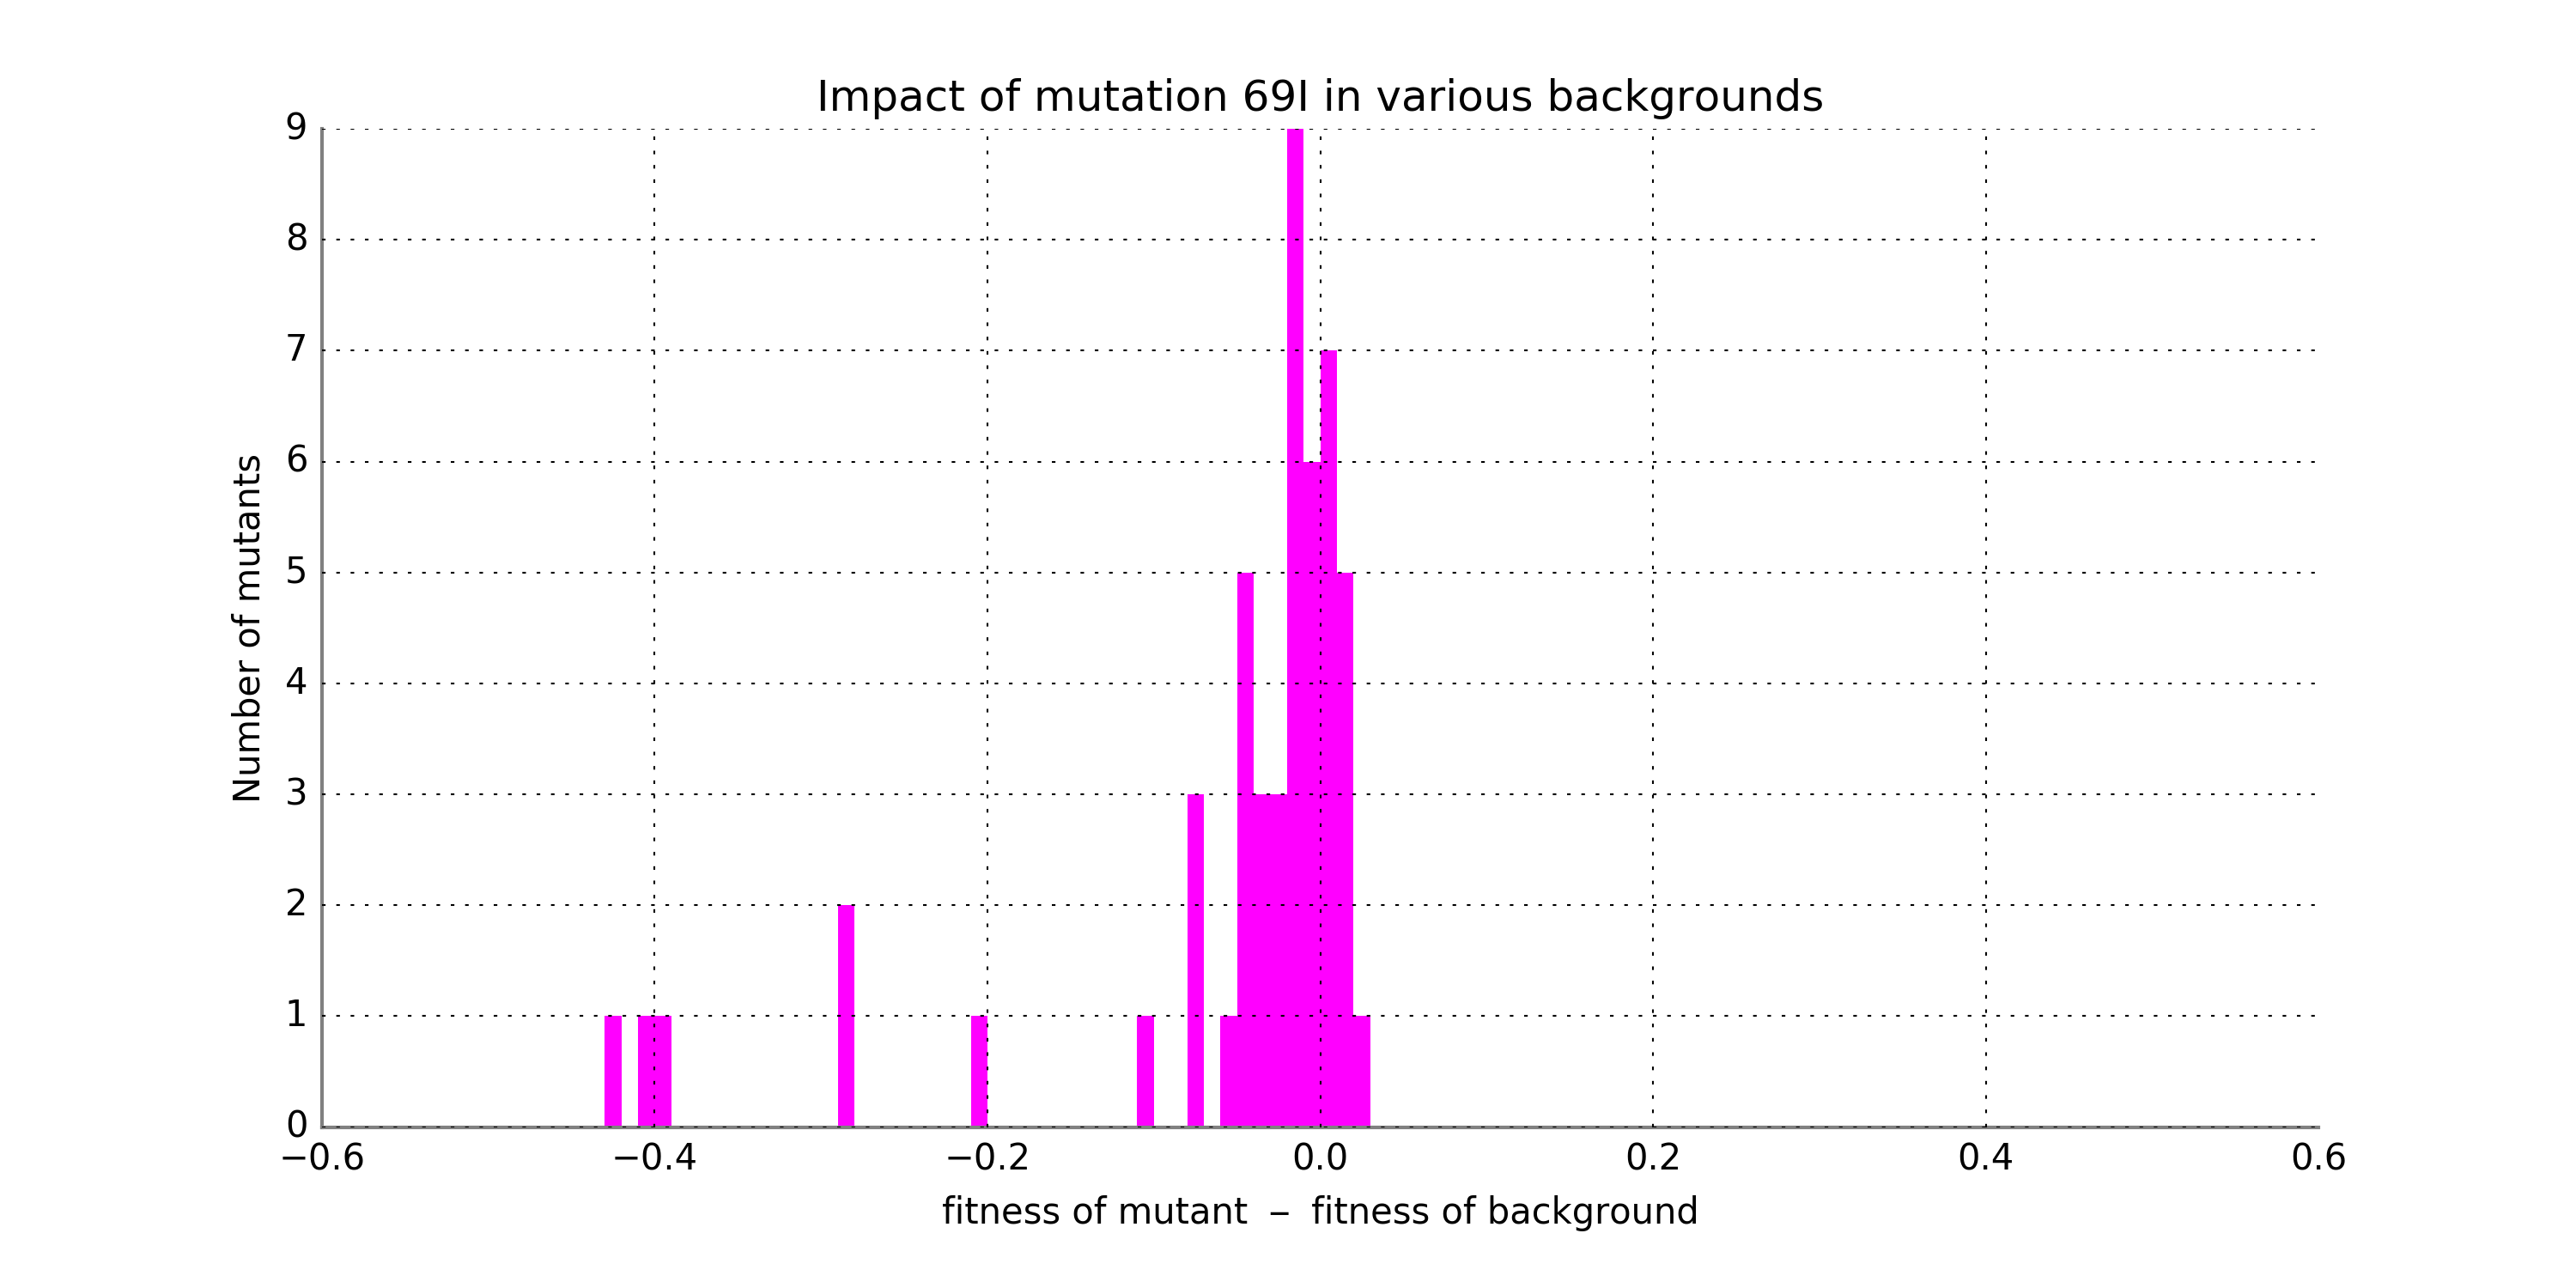 Impact of mutation 69I in various backgrounds
9
8
7
6
5
4
3
2
1
0
Number of mutants
−0.6 −0.4 −0.2 0.0 0.2 0.4 0.6
fitness of mutant − fitness of background